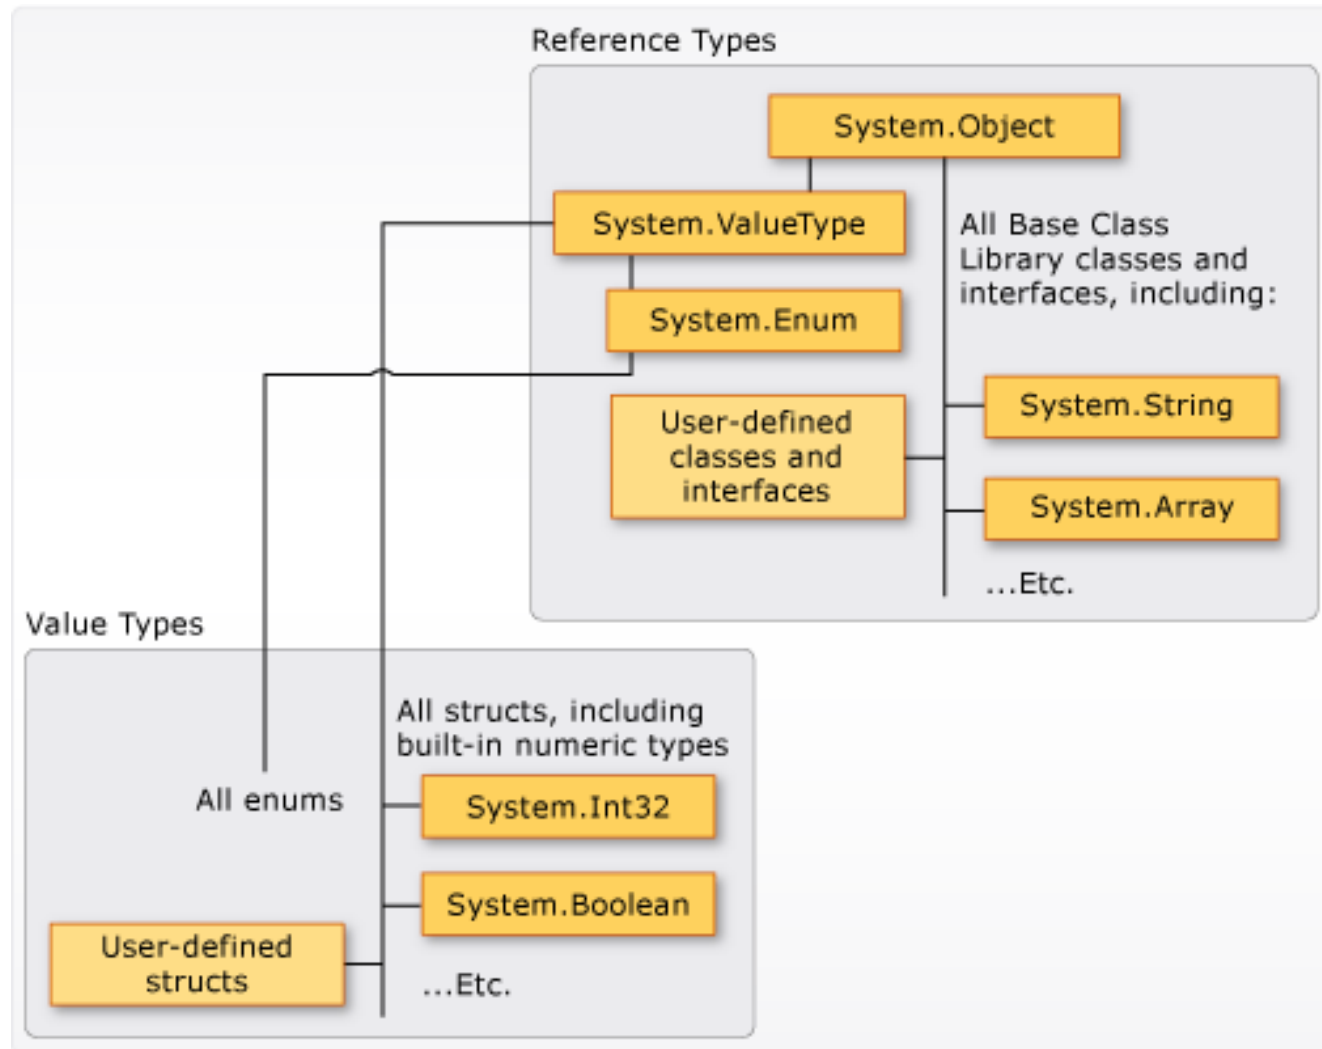 Reference Types
System.Object
System.ValueType
All Base Class
Library classes and
interfaces, including:
System.Enum
System.String
User-defined
classes and
interfaces
System.Array
...Etc.
Value Types
All structs, including
built-in numeric types
All enums
System.Int32
System.Boolean
User-defined
structs
...Etc.